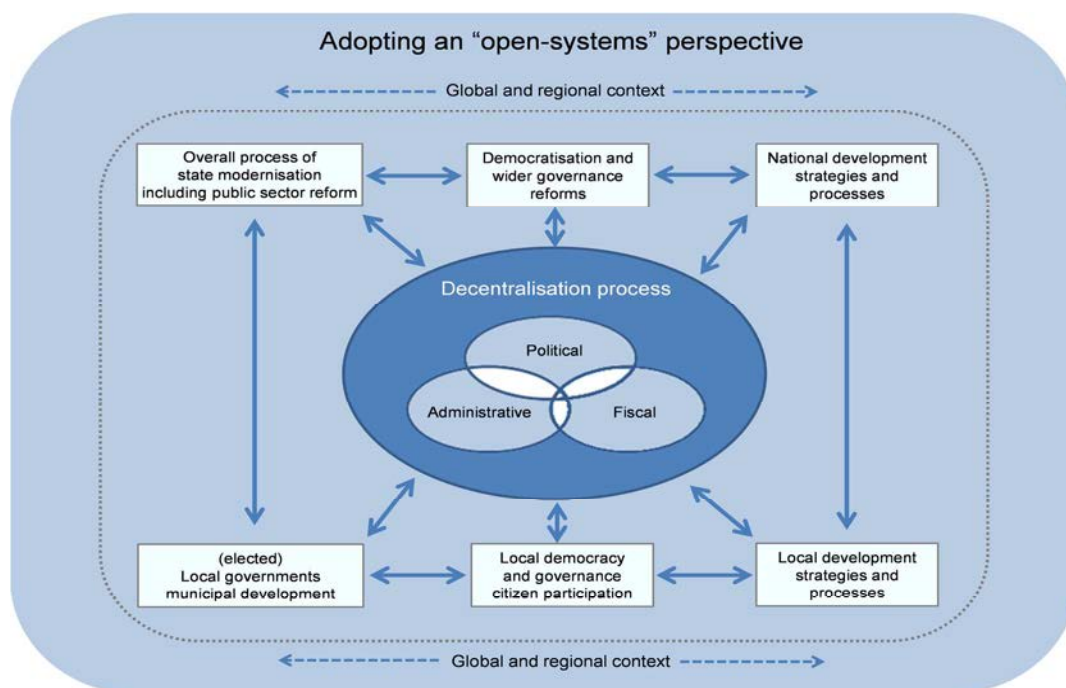 Adopting an “open-systems” perspective
Global and regional context
Overall process of
state modernisation
including public sector reform
Democratisation and
wider governance
reforms
National development
strategies and
processes
Decentralisation process
Political
Administrative
Fiscal
(elected)
Local governments
municipal development
Local democracy
and governance
citizen participation
Local development
strategies and
processes
Global and regional context